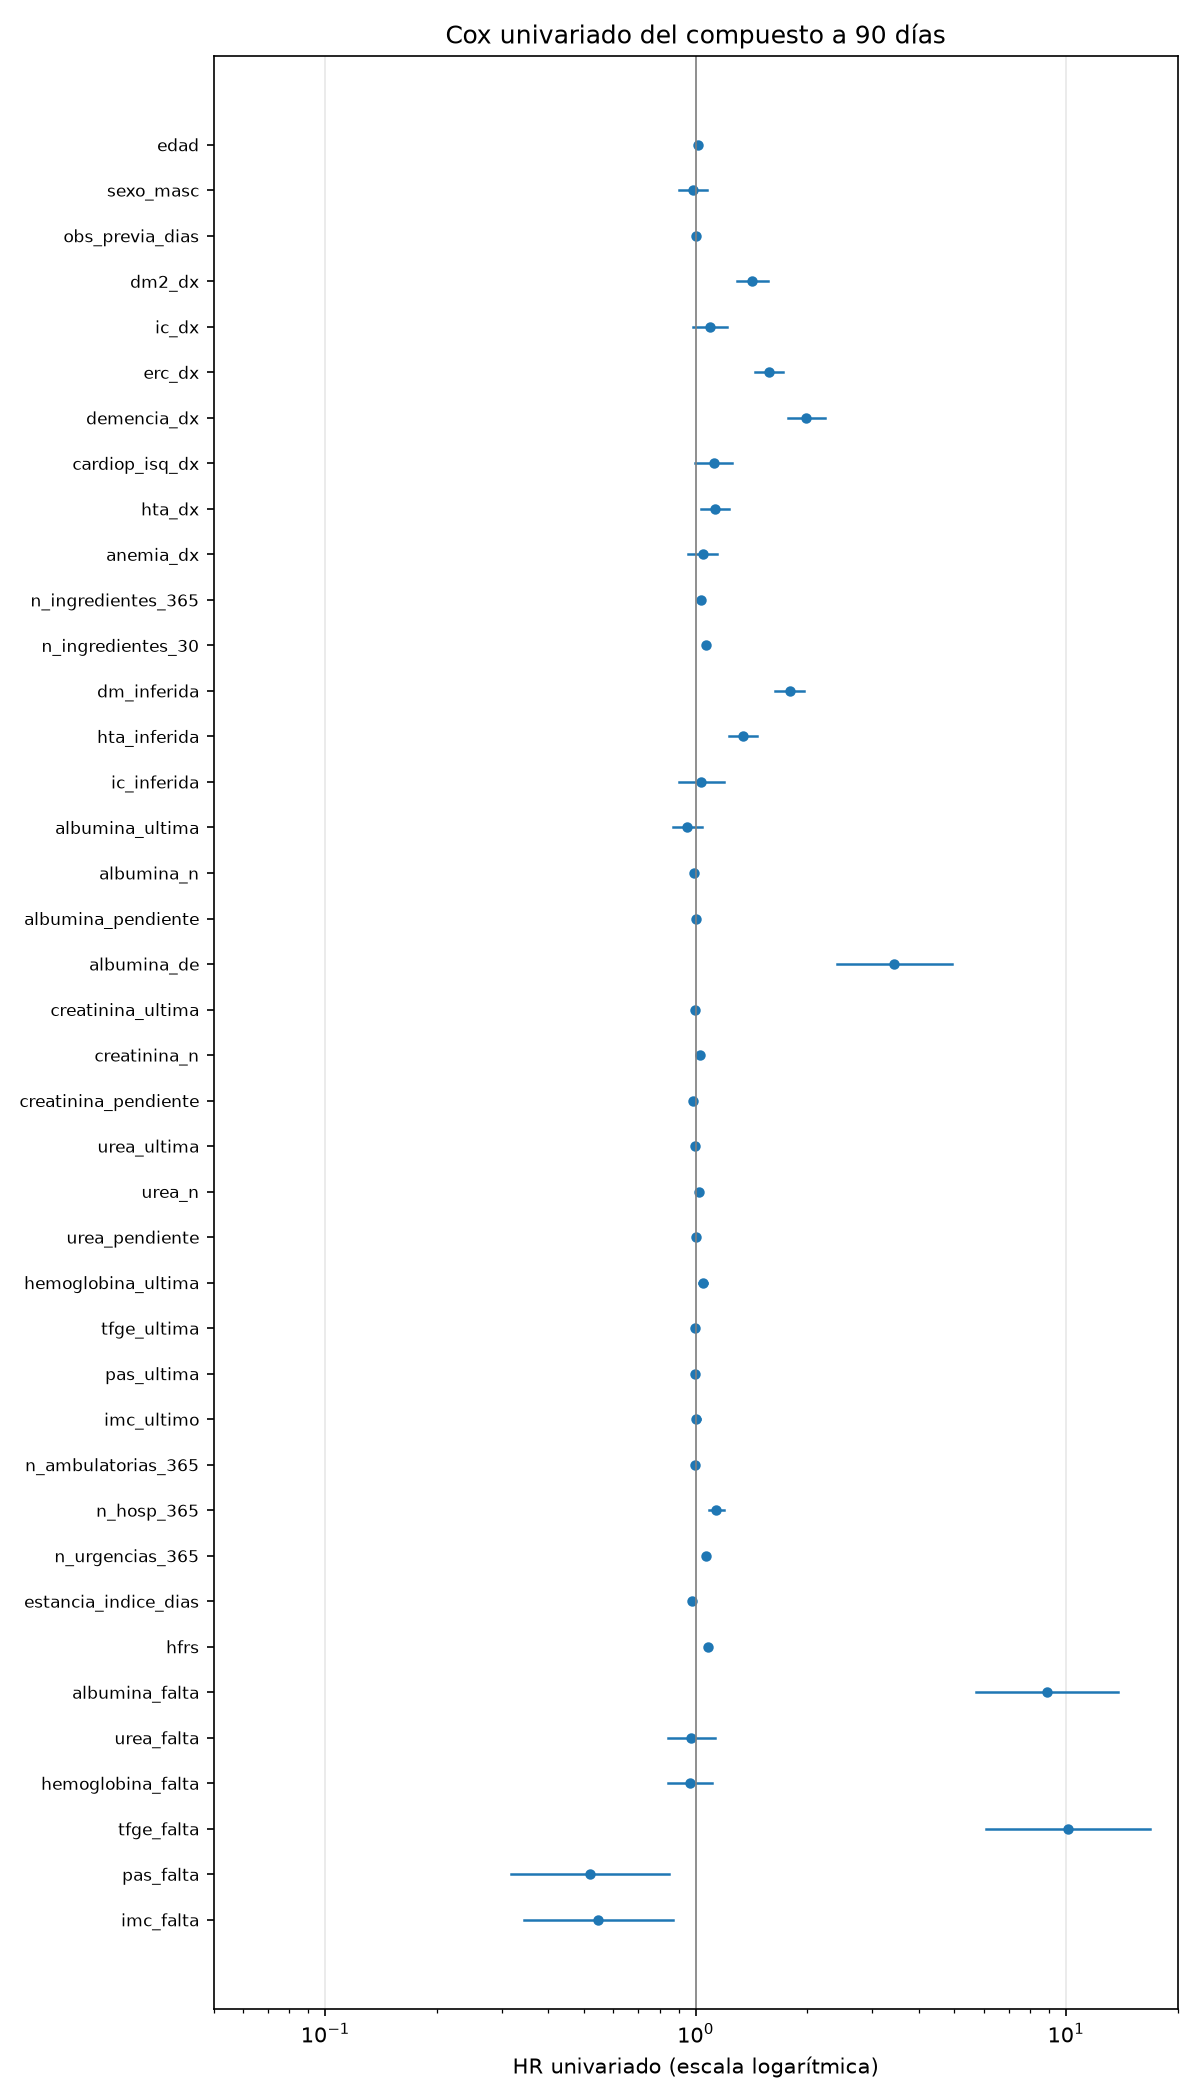 Cox univariado del compuesto a 90 días
edad
sexo_masc
obs_previa_dias
dm2_dx
ic_dx
erc_dx
demencia_dx
cardiop_isq_dx
hta_dx
anemia_dx
n_ingredientes_365
n_ingredientes_30
dm_inferida
hta_inferida
ic_inferida
albumina_ultima
albumina_n
albumina_pendiente
albumina_de
creatinina_ultima
creatinina_n
creatinina_pendiente
urea_ultima
urea_n
urea_pendiente
hemoglobina_ultima
tfge_ultima
pas_ultima
imc_ultimo
n_ambulatorias_365
n_hosp_365
n_urgencias_365
estancia_indice_dias
hfrs
albumina_falta
urea_falta
hemoglobina_falta
tfge_falta
pas_falta
imc_falta
10⁻¹ 10⁰ 10¹
HR univariado (escala logarítmica)